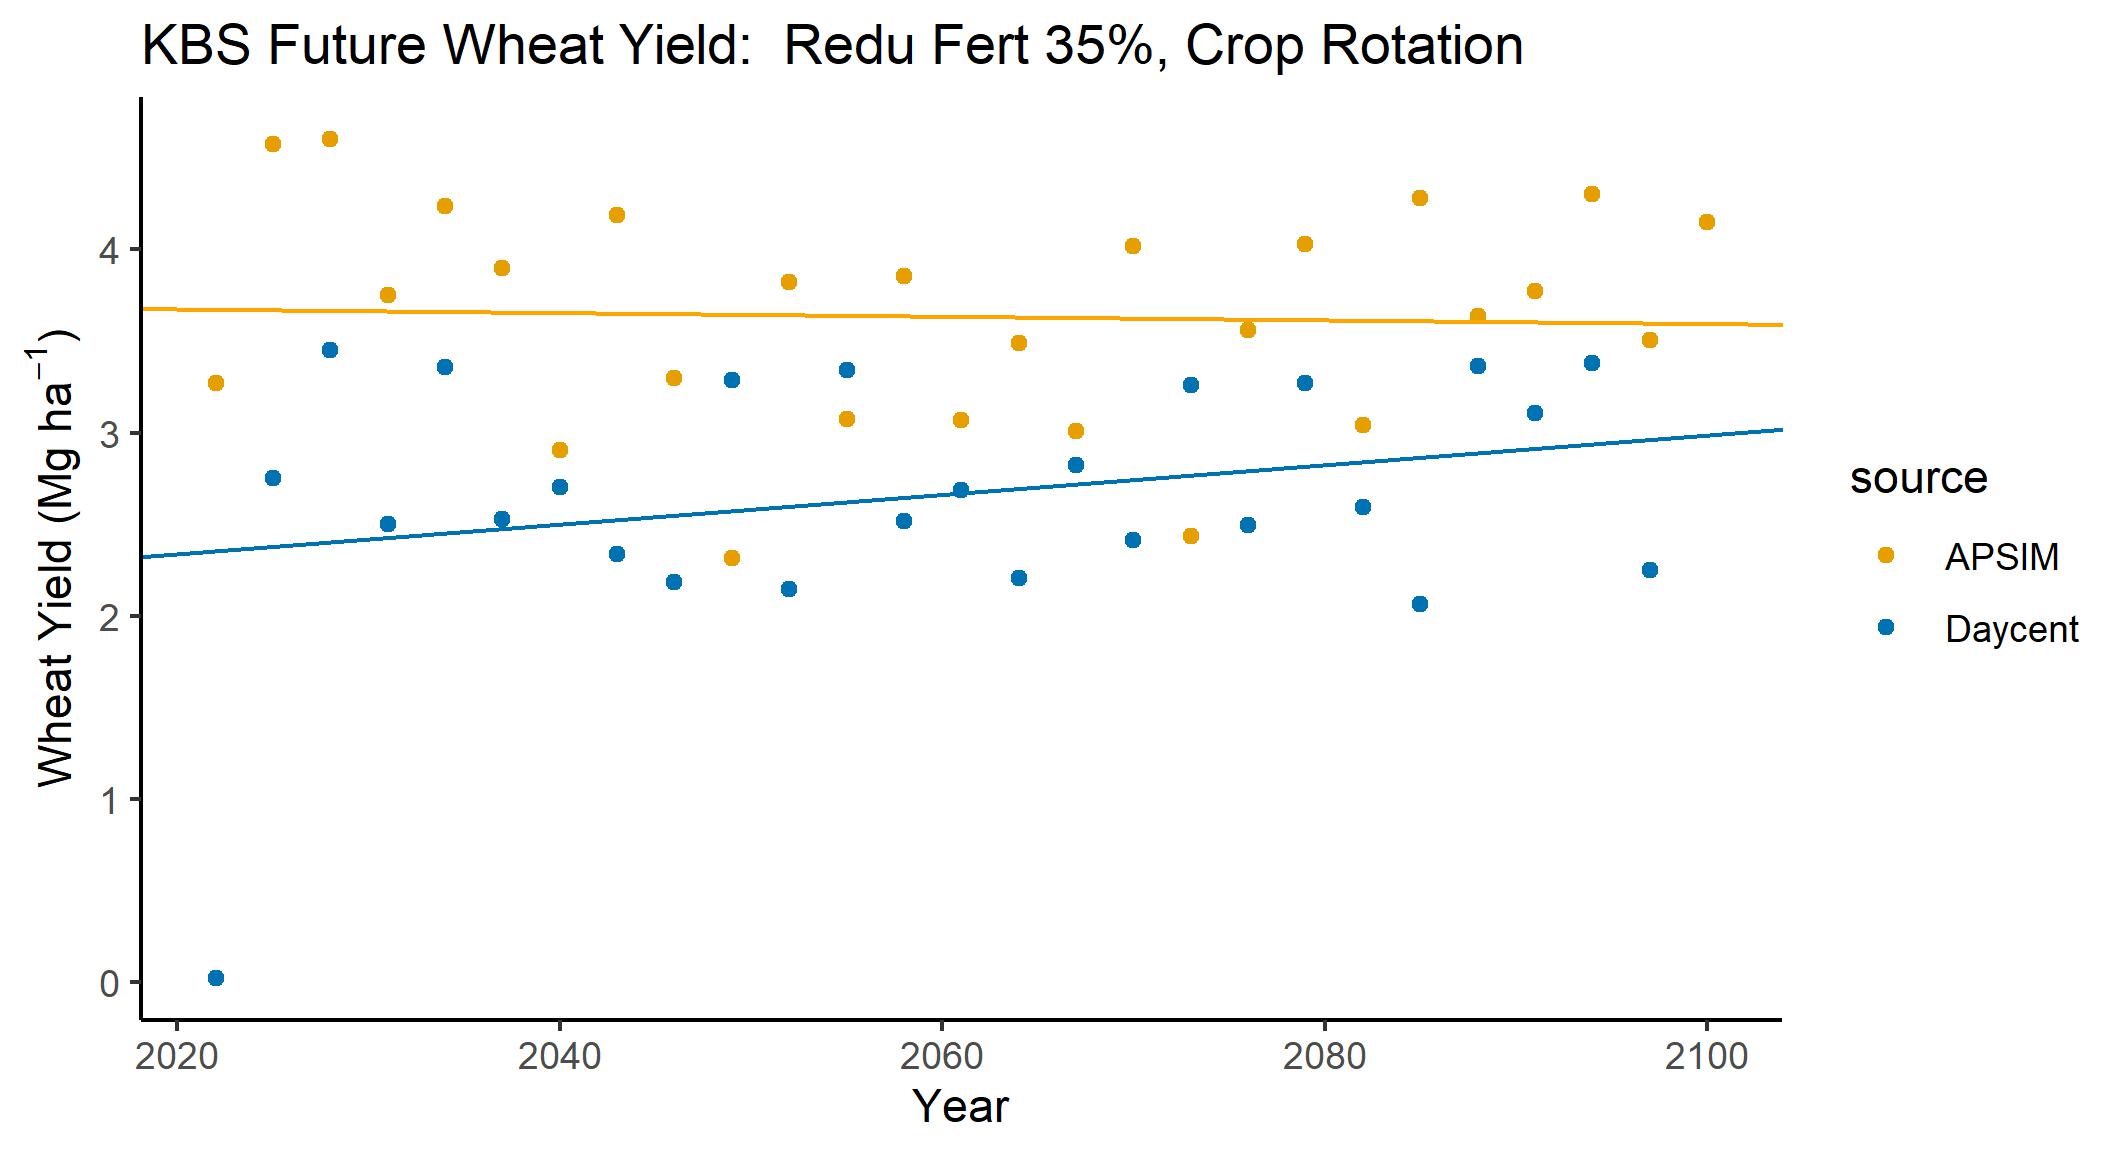 KBS Future Wheat Yield:  Redu Fert 35%, Crop Rotation
Wheat Yield (Mg ha⁻¹)
4
3
2
1
0
2020 2040 2060 2080 2100
Year
source
APSIM
Daycent